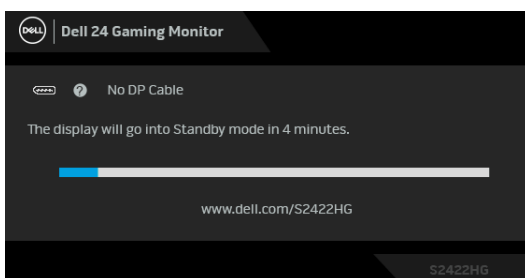 DELL
Dell 24 Gaming Monitor
? No DP Cable
The display will go into Standby mode in 4 minutes.
www.dell.com/S2422HG
S2422HG